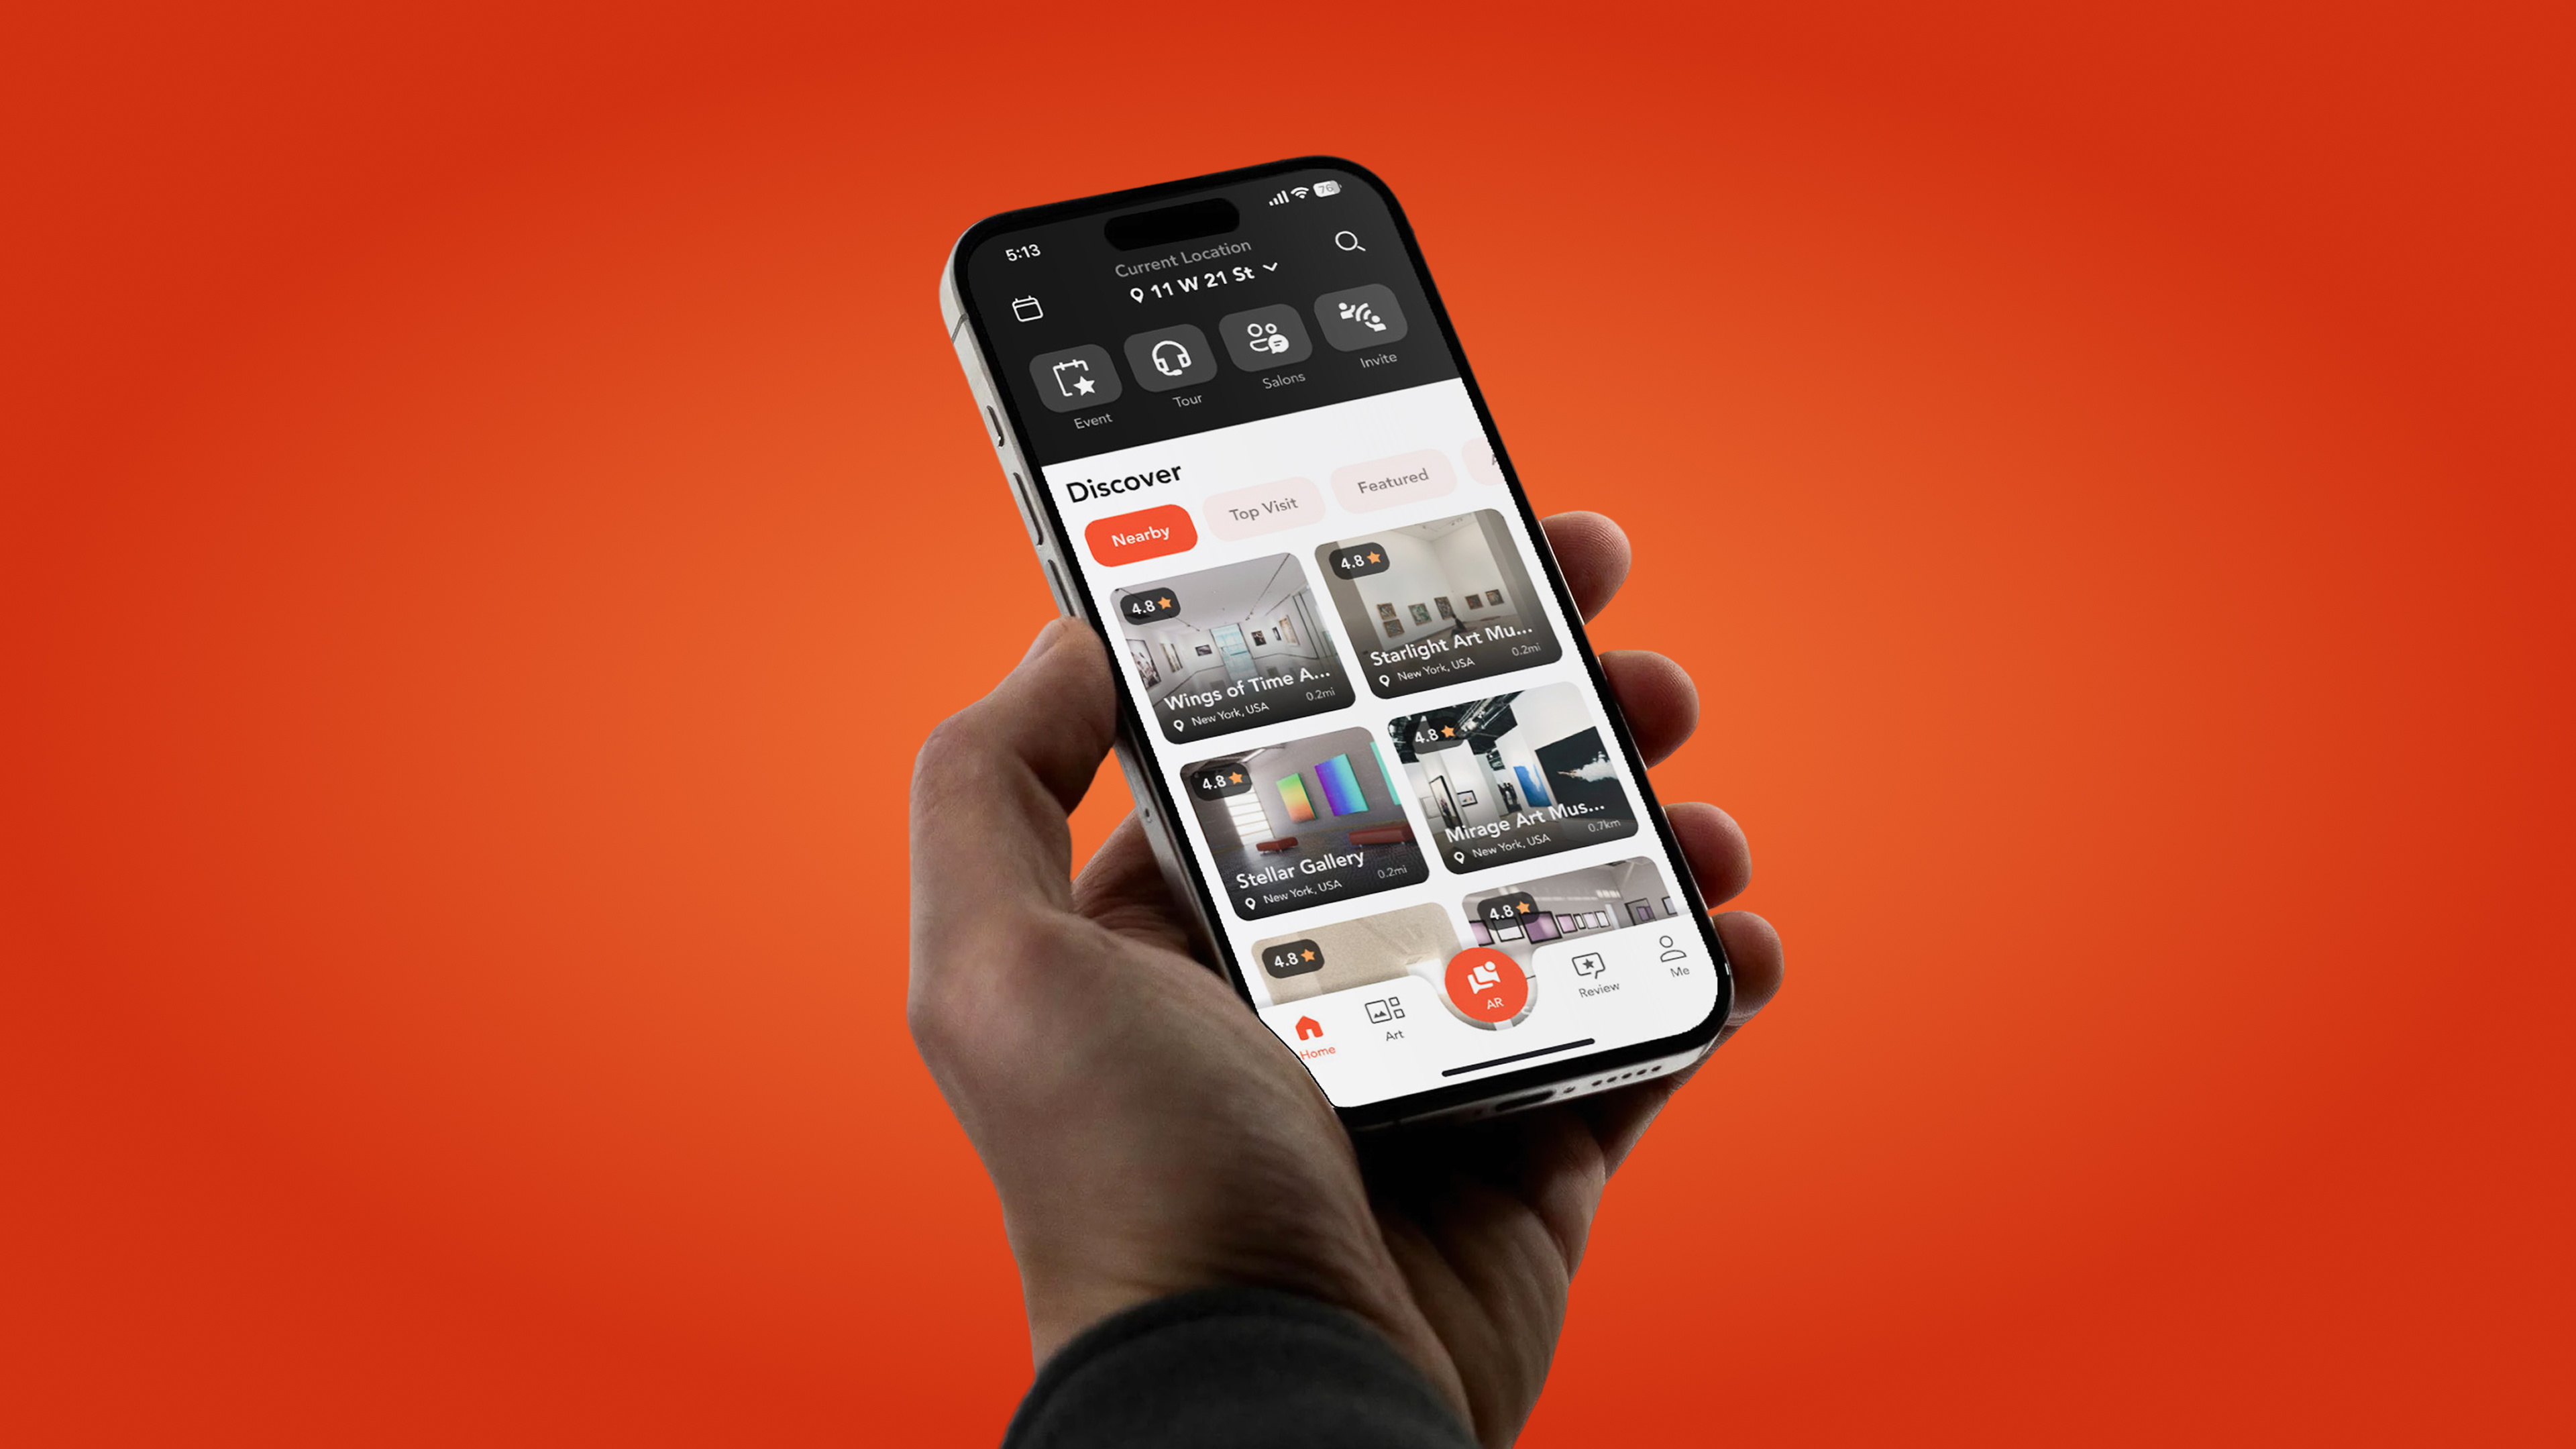 5:13
76
Current Location
11 W 21 St
Event
Tour
Salons
Invite
Discover
Nearby
Top Visit
Featured
4.8
Wings of Time A...
New York, USA
0.2mi
4.8
Starlight Art Mu...
New York, USA
0.2mi
4.8
Stellar Gallery
New York, USA
0.2mi
4.8
Mirage Art Mus...
New York, USA
0.7km
4.8
4.8
Home
Art
AR
Review
Me